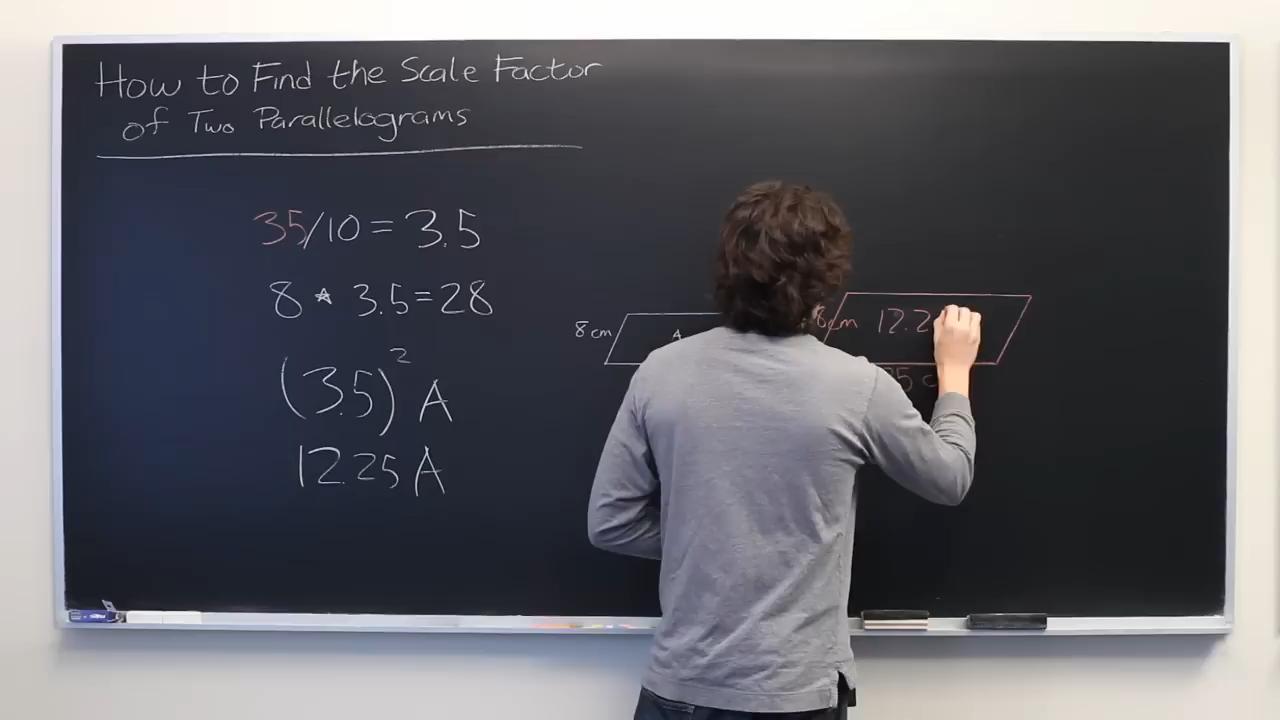 How to Find the Scale Factor
of Two Parallelograms
35/10 = 3.5
8 * 3.5 = 28
(3.5)² A
12.25 A
8 cm
A
8cm 12.2
35 c